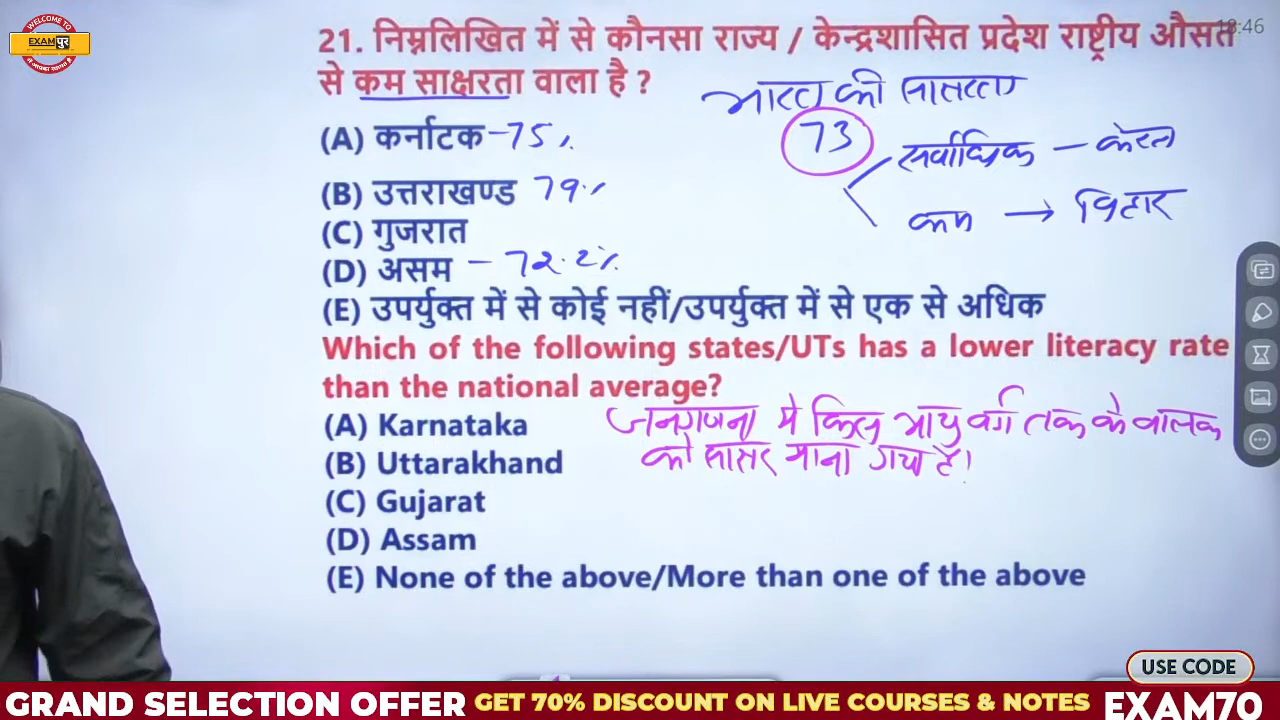 WELCOME TO
EXAMपुर
18:46
21. निम्नलिखित में से कौनसा राज्य / केन्द्रशासित प्रदेश राष्ट्रीय औसत
से कम साक्षरता वाला है ?
भारत की साक्षरता
73
(A) कर्नाटक -75%
सर्वाधिक - केरल
(B) उत्तराखण्ड 79%
कम → बिहार
(C) गुजरात
(D) असम - 72.2%
(E) उपर्युक्त में से कोई नहीं/उपर्युक्त में से एक से अधिक
Which of the following states/UTs has a lower literacy rate
than the national average?
(A) Karnataka
जनगणना में किस आयु वर्ग तक के बालक
को साक्षर माना गया है।
(B) Uttarakhand
(C) Gujarat
(D) Assam
(E) None of the above/More than one of the above
USE CODE
GRAND SELECTION OFFER GET 70% DISCOUNT ON LIVE COURSES & NOTES EXAM70